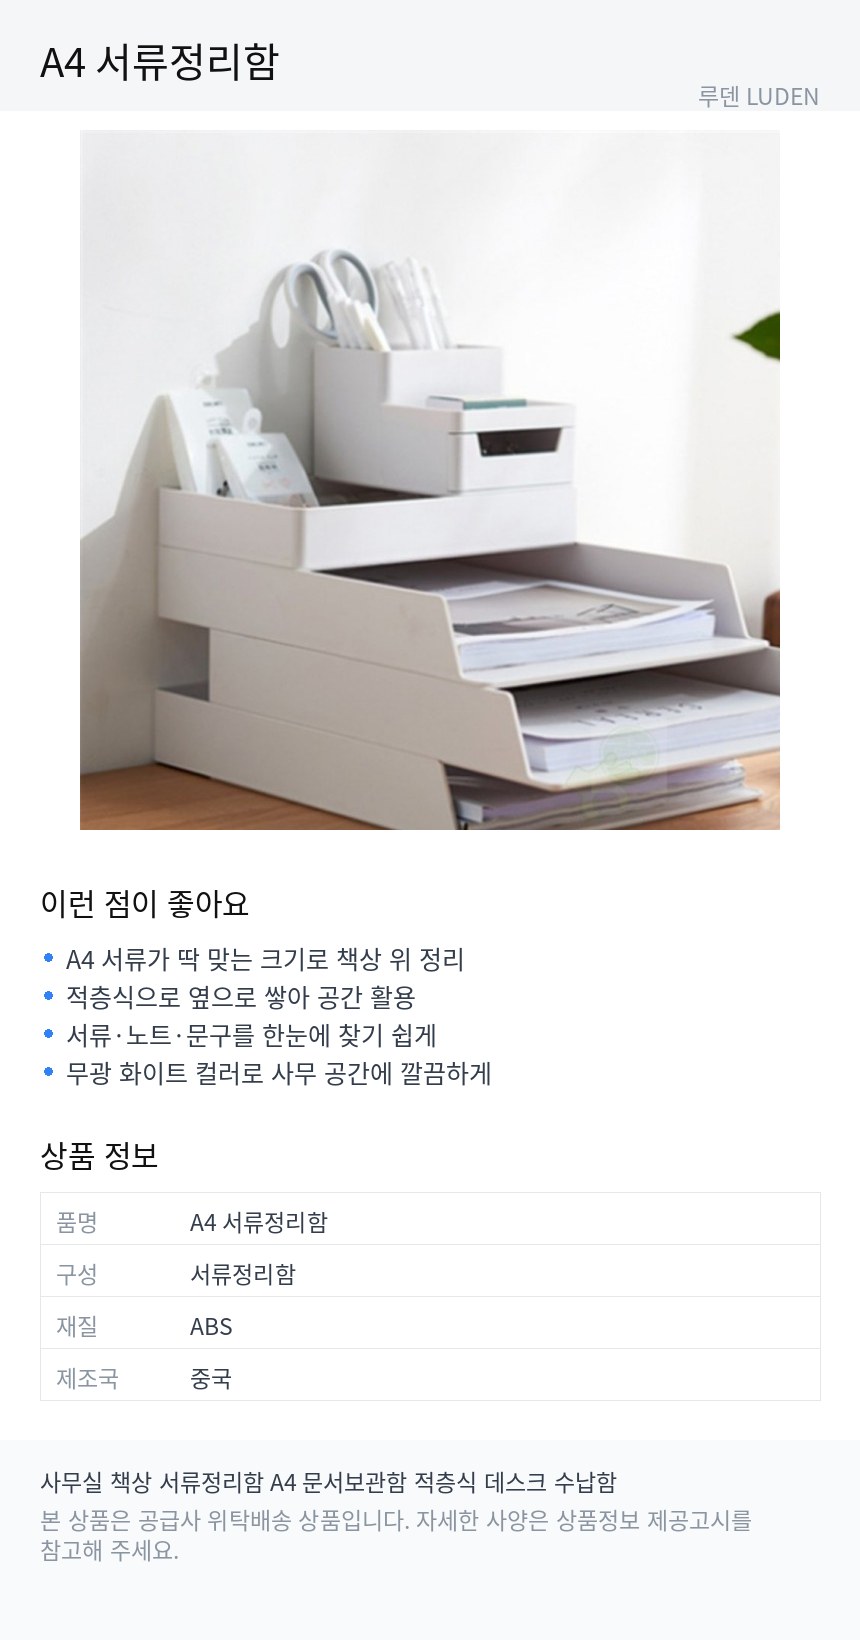 A4 서류정리함
루덴 LUDEN
이런 점이 좋아요
A4 서류가 딱 맞는 크기로 책상 위 정리
적층식으로 옆으로 쌓아 공간 활용
서류·노트·문구를 한눈에 찾기 쉽게
무광 화이트 컬러로 사무 공간에 깔끔하게
상품 정보
품명 A4 서류정리함
구성 서류정리함
재질 ABS
제조국 중국
사무실 책상 서류정리함 A4 문서보관함 적층식 데스크 수납함
본 상품은 공급사 위탁배송 상품입니다. 자세한 사양은 상품정보 제공고시를
참고해 주세요.